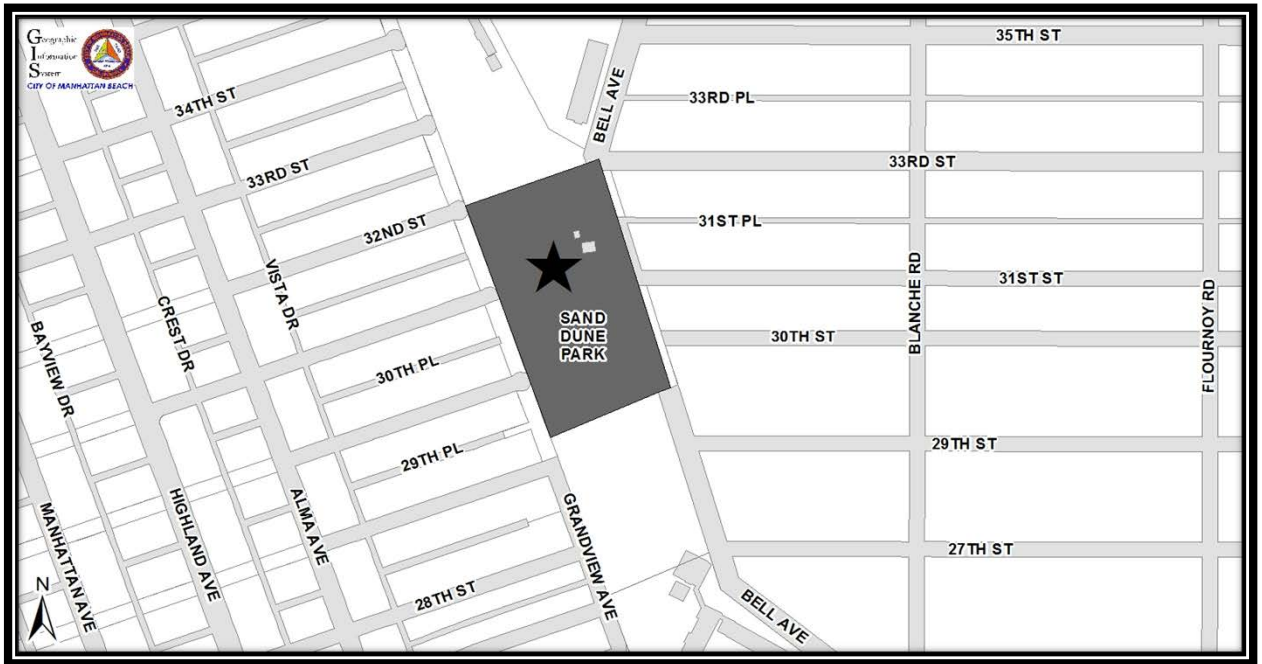 Geographic
Information
System
CITY OF MANHATTAN BEACH
35TH ST
BELL AVE
33RD PL
34TH ST
33RD ST
33RD ST
32ND ST
31ST PL
VISTA DR
BLANCHE RD
31ST ST
FLOURNOY RD
CREST DR
SAND
DUNE
PARK
30TH ST
BAYVIEW DR
30TH PL
29TH PL
29TH ST
MANHATTAN AVE
HIGHLAND AVE
ALMA AVE
GRANDVIEW AVE
27TH ST
N
28TH ST
BELL AVE